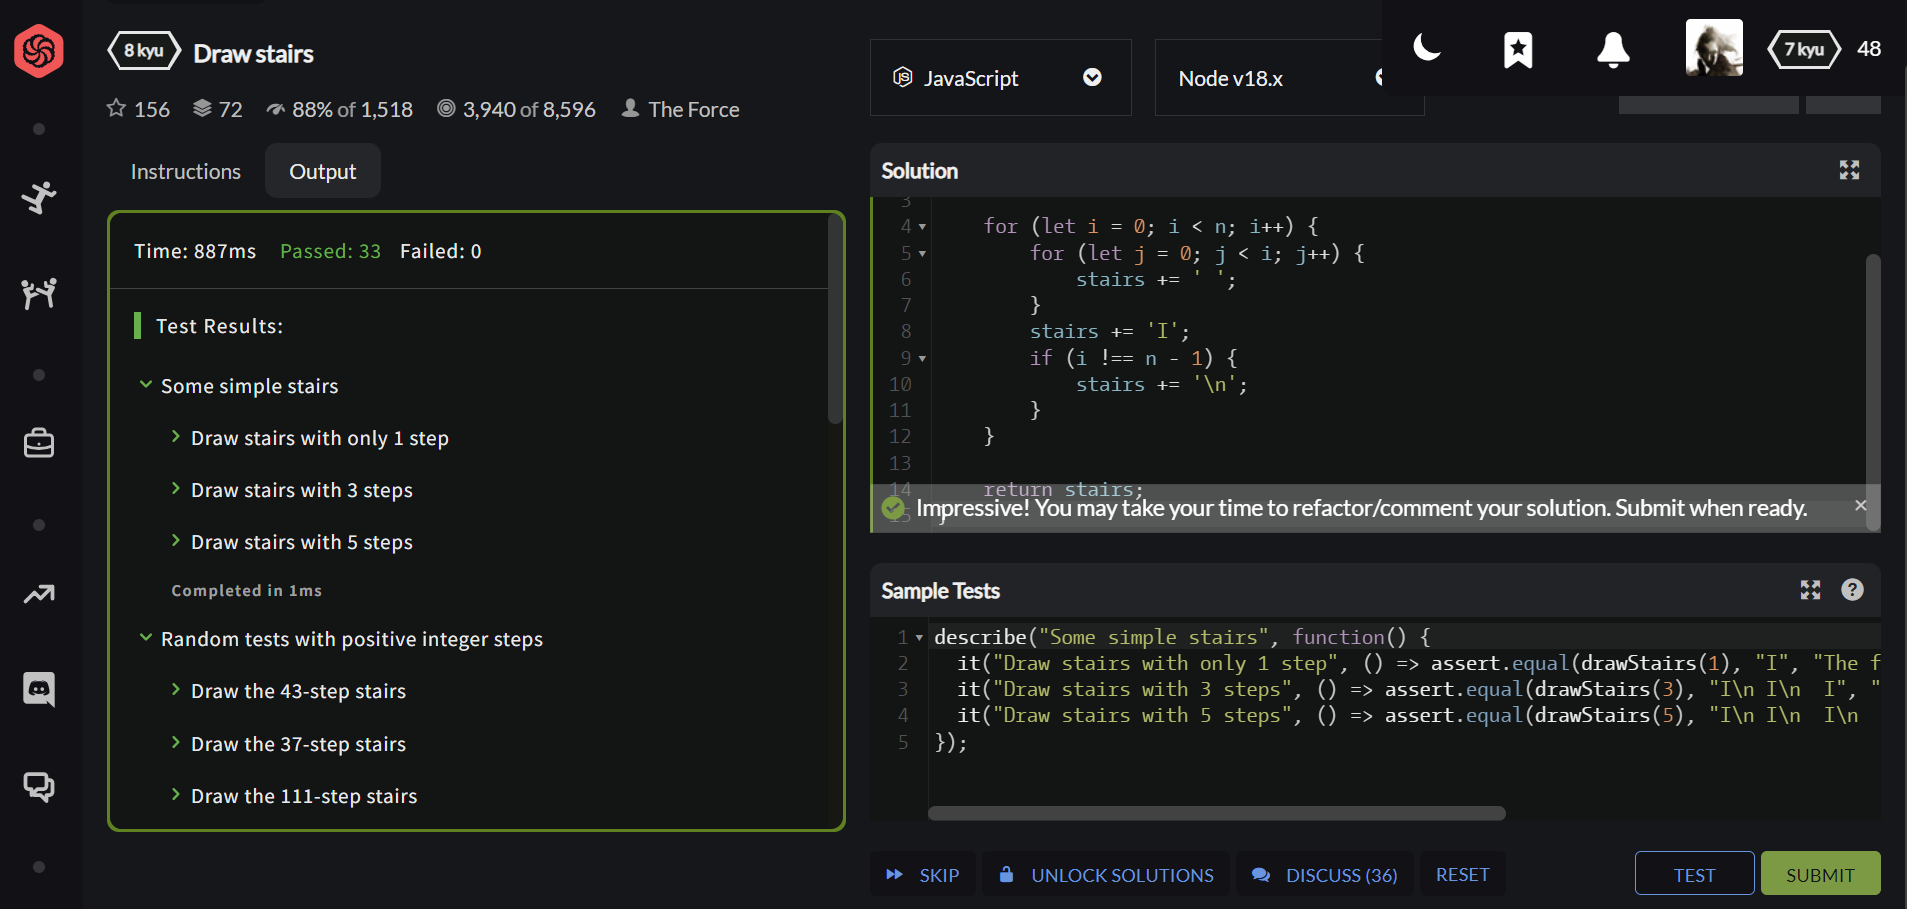 8 kyu Draw stairs
156 72 88% of 1,518 3,940 of 8,596 The Force
JavaScript
Node v18.x
7 kyu 48
Instructions Output
Time: 887ms Passed: 33 Failed: 0
Test Results:
Some simple stairs
Draw stairs with only 1 step
Draw stairs with 3 steps
Draw stairs with 5 steps
Completed in 1ms
Random tests with positive integer steps
Draw the 43-step stairs
Draw the 37-step stairs
Draw the 111-step stairs
Solution
3
4 for (let i = 0; i < n; i++) {
5 for (let j = 0; j < i; j++) {
6 stairs += ' ';
7 }
8 stairs += 'I';
9 if (i !== n - 1) {
10 stairs += '\n';
11 }
12 }
13
14 return stairs;
15 }
Impressive! You may take your time to refactor/comment your solution. Submit when ready.
Sample Tests
1 describe("Some simple stairs", function() {
2 it("Draw stairs with only 1 step", () => assert.equal(drawStairs(1), "I", "The f
3 it("Draw stairs with 3 steps", () => assert.equal(drawStairs(3), "I\n I\n  I", "
4 it("Draw stairs with 5 steps", () => assert.equal(drawStairs(5), "I\n I\n  I\n
5 });
SKIP UNLOCK SOLUTIONS DISCUSS (36) RESET TEST SUBMIT